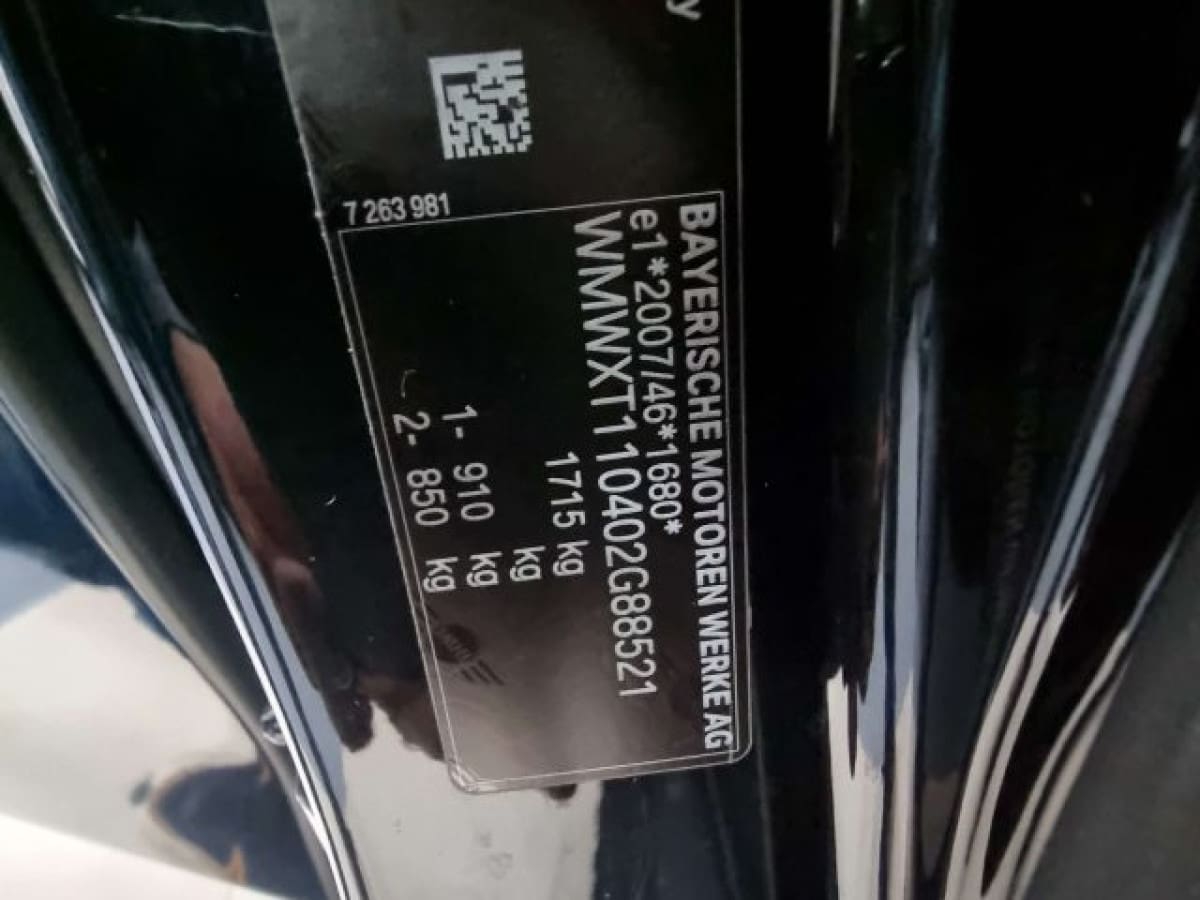 7 263 981
BAYERISCHE MOTOREN WERKE AG
e1*2007/46*1680*
WMWXT110402G88521
1715 kg
kg
1- 910 kg
2- 850 kg